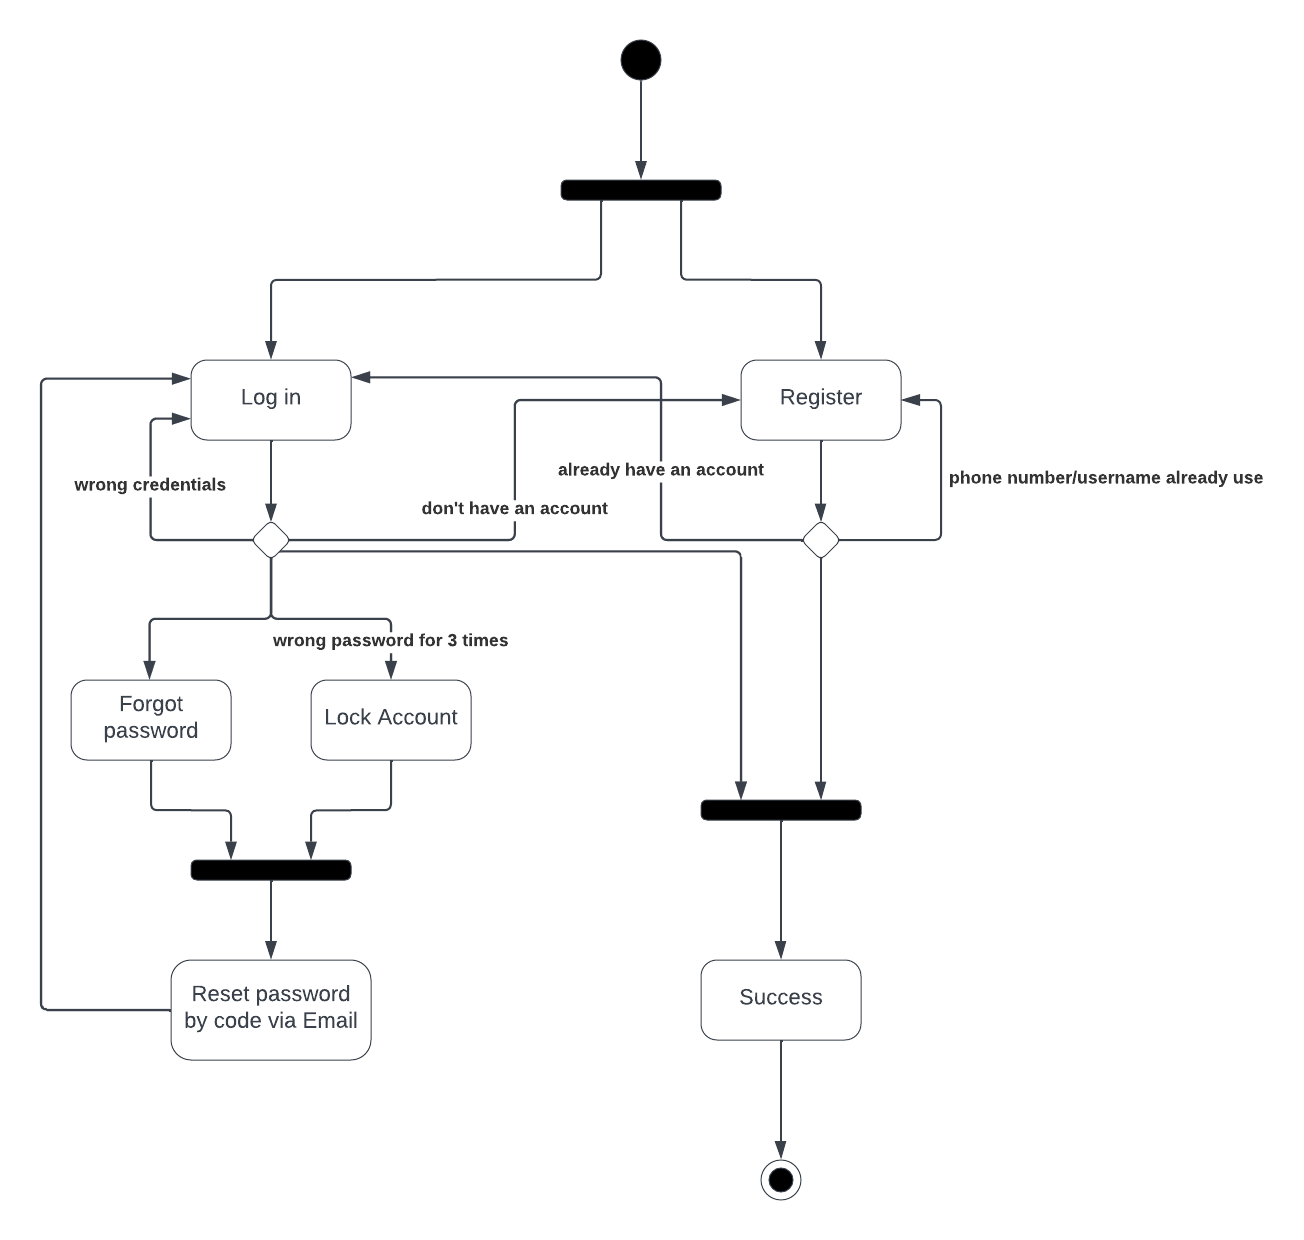 Log in
Register
wrong credentials
already have an account
phone number/username already use
don't have an account
wrong password for 3 times
Forgot
password
Lock Account
Reset password
by code via Email
Success